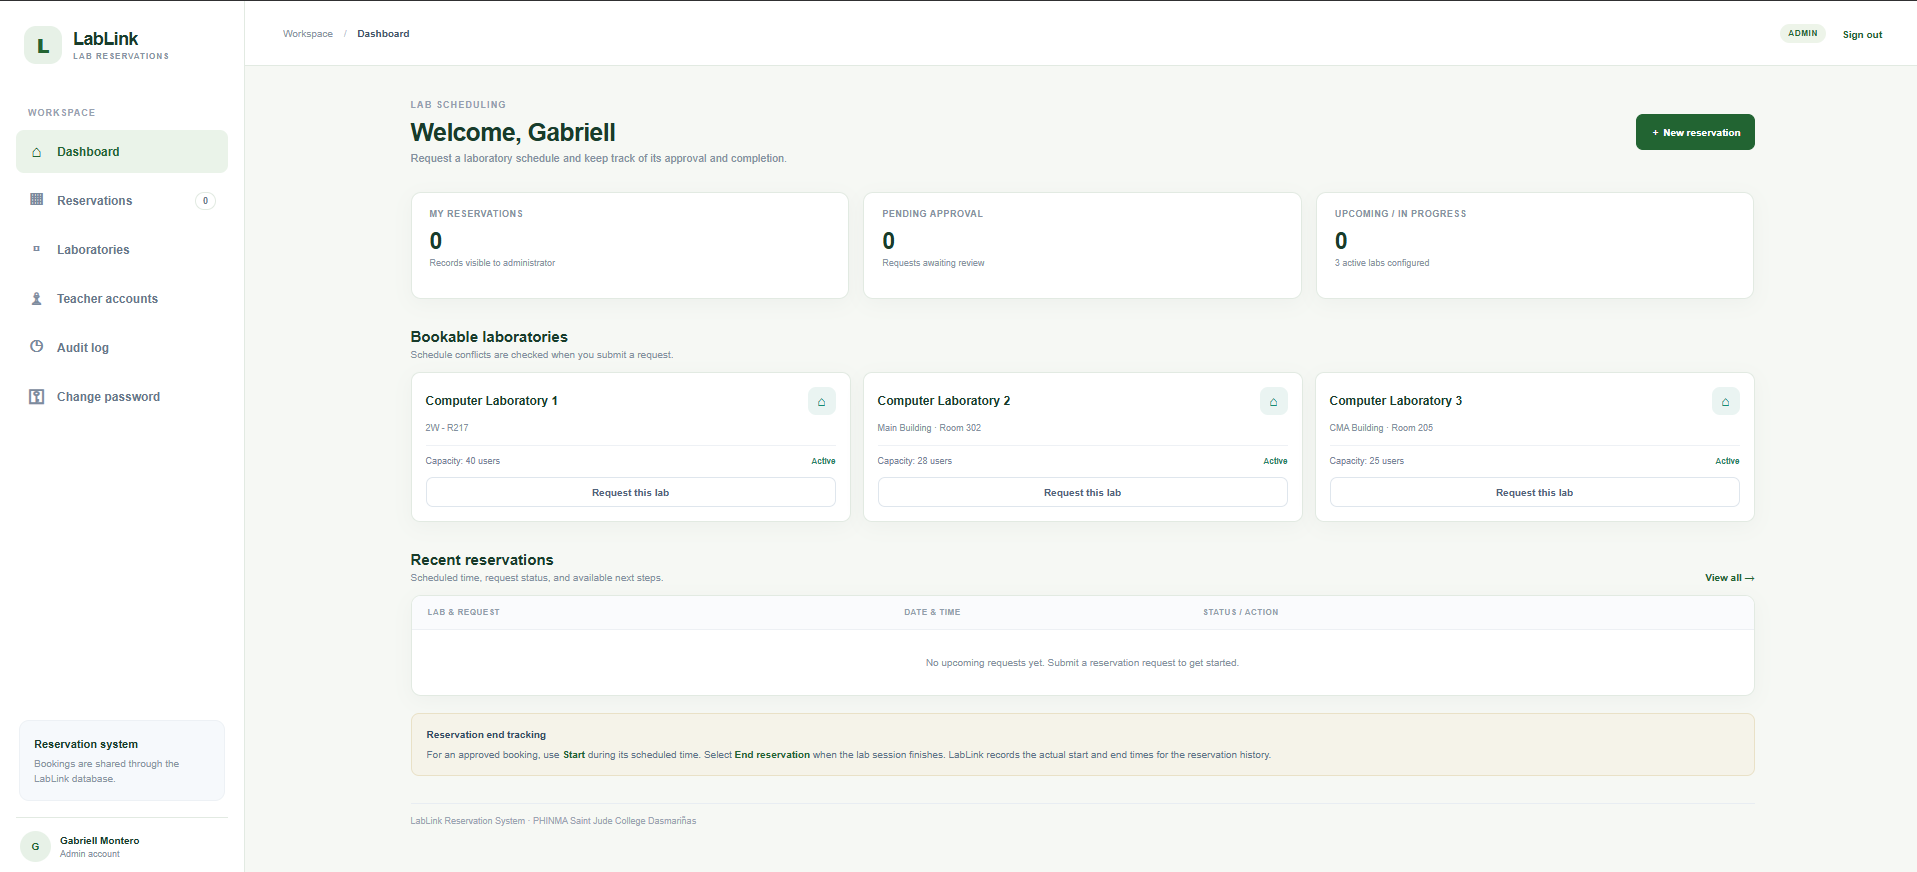 L
LabLink
LAB RESERVATIONS
WORKSPACE
Dashboard
Reservations 0
Laboratories
Teacher accounts
Audit log
Change password
Reservation system
Bookings are shared through the
LabLink database.
G
Gabriell Montero
Admin account
Workspace / Dashboard
ADMIN
Sign out
LAB SCHEDULING
Welcome, Gabriell
Request a laboratory schedule and keep track of its approval and completion.
+ New reservation
MY RESERVATIONS
0
Records visible to administrator
PENDING APPROVAL
0
Requests awaiting review
UPCOMING / IN PROGRESS
0
3 active labs configured
Bookable laboratories
Schedule conflicts are checked when you submit a request.
Computer Laboratory 1
2W - R217
Capacity: 40 users Active
Request this lab
Computer Laboratory 2
Main Building · Room 302
Capacity: 28 users Active
Request this lab
Computer Laboratory 3
CMA Building · Room 205
Capacity: 25 users Active
Request this lab
Recent reservations
Scheduled time, request status, and available next steps.
View all →
LAB & REQUEST DATE & TIME STATUS / ACTION
No upcoming requests yet. Submit a reservation request to get started.
Reservation end tracking
For an approved booking, use Start during its scheduled time. Select End reservation when the lab session finishes. LabLink records the actual start and end times for the reservation history.
LabLink Reservation System · PHINMA Saint Jude College Dasmariñas